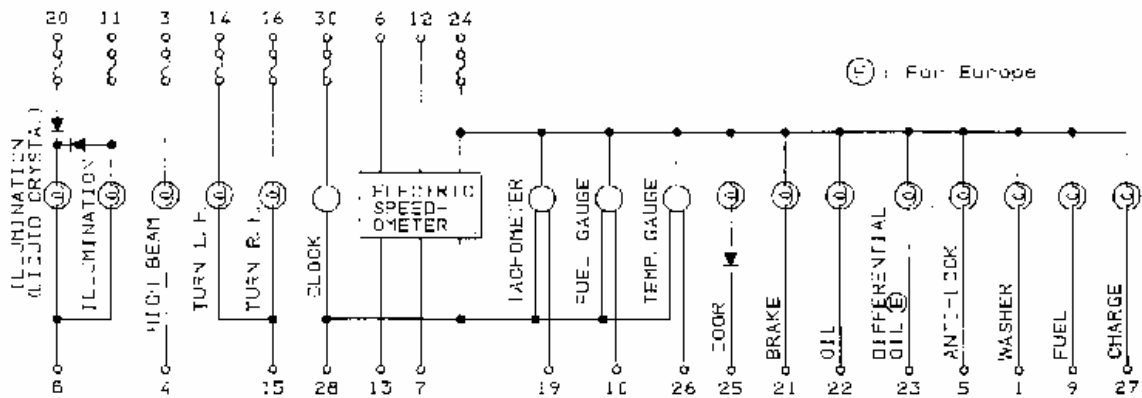 20 11 3 14 16 30 6 12 24
E : For Europe
ILLUMINATION
(LIQUID CRYSTAL)
ILLUMINATION
HIGH BEAM
TURN L.H.
TURN R.H.
CLOCK
ELECTRIC
SPEED-
OMETER
TACHOMETER
FUEL GAUGE
TEMP. GAUGE
DOOR
BRAKE
OIL
DIFFERENTIAL
OIL E
ANTI-LOCK
WASHER
FUEL
CHARGE
4 15 28 13 7 19 10 26 25 21 22 23 5 1 9 27